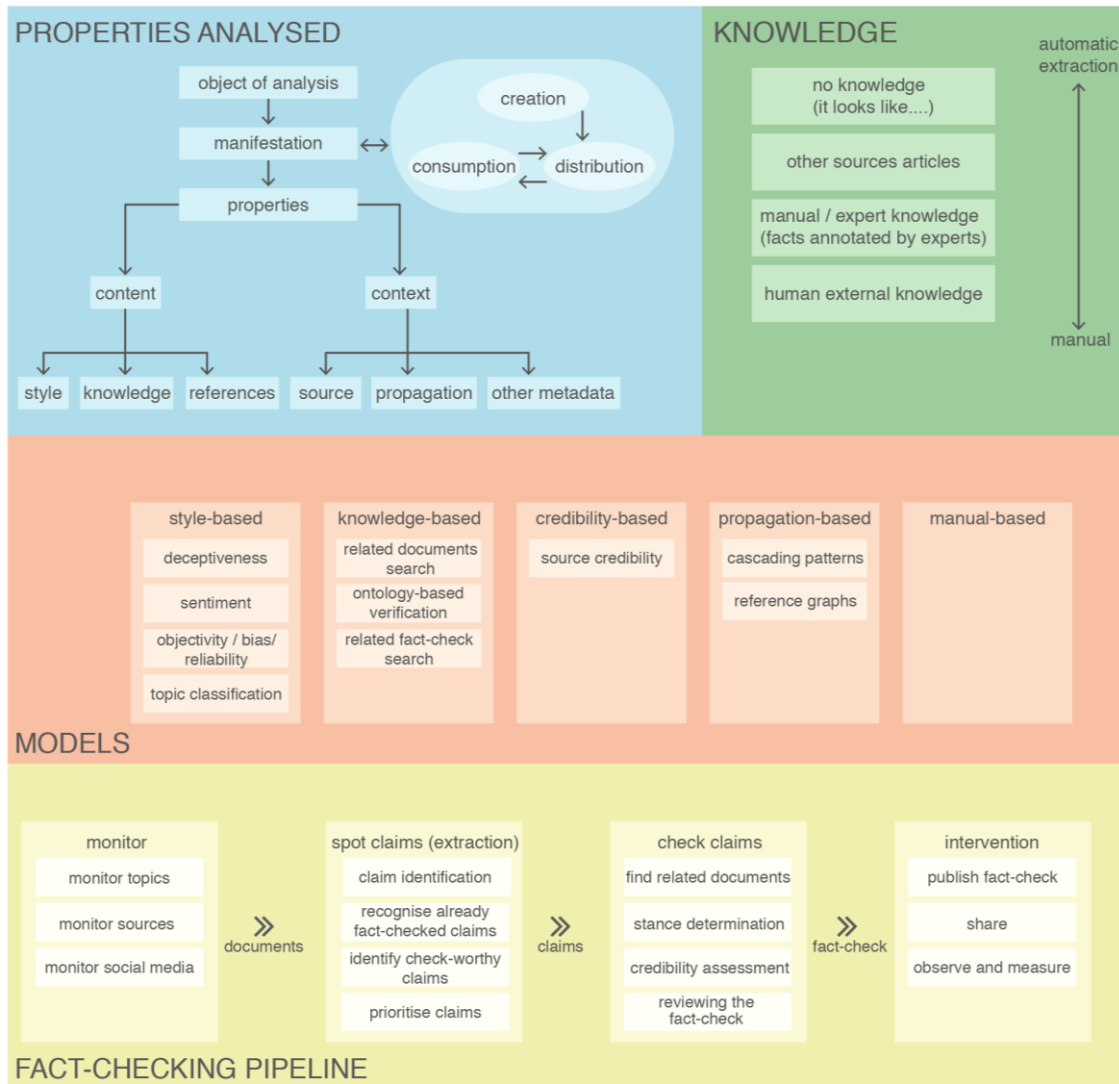 PROPERTIES ANALYSED
object of analysis
manifestation
properties
creation
consumption
distribution
content
context
style
knowledge
references
source
propagation
other metadata
KNOWLEDGE
automatic
extraction
no knowledge
(it looks like....)
other sources articles
manual / expert knowledge
(facts annotated by experts)
human external knowledge
manual
style-based
deceptiveness
sentiment
objectivity / bias/
reliability
topic classification
knowledge-based
related documents
search
ontology-based
verification
related fact-check
search
credibility-based
source credibility
propagation-based
cascading patterns
reference graphs
manual-based
MODELS
monitor
monitor topics
monitor sources
monitor social media
documents
spot claims (extraction)
claim identification
recognise already
fact-checked claims
identify check-worthy
claims
prioritise claims
claims
check claims
find related documents
stance determination
credibility assessment
reviewing the
fact-check
fact-check
intervention
publish fact-check
share
observe and measure
FACT-CHECKING PIPELINE